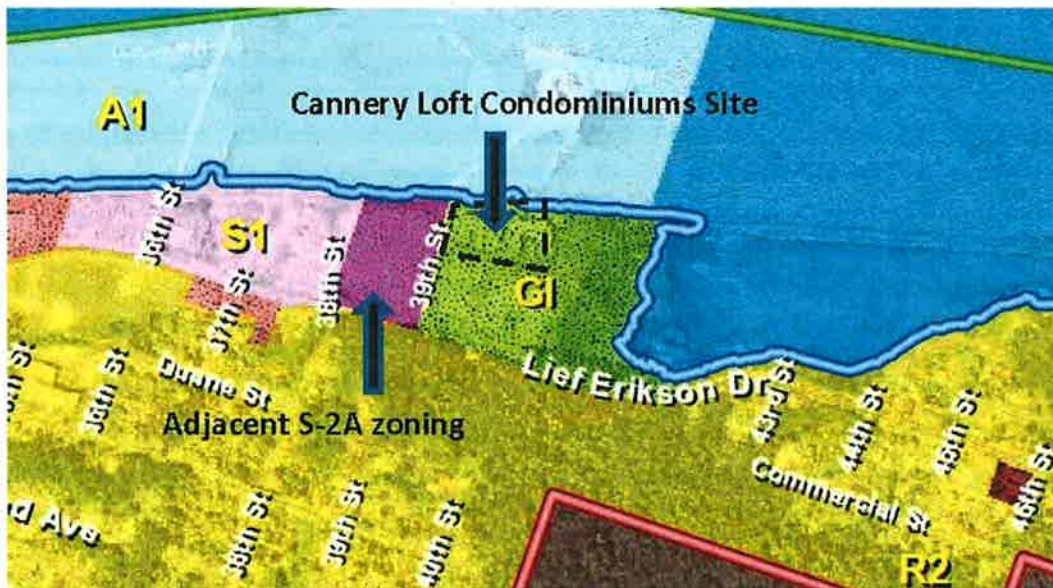 A1
Cannery Loft Condominiums Site
S1
36th St
37th St
38th St
39th St
GI
Duane St
Lief Erikson Dr
Adjacent S-2A zoning
36th St
43rd St
44th St
45th St
46th St
Commercial St
38th St
39th St
40th St
R2